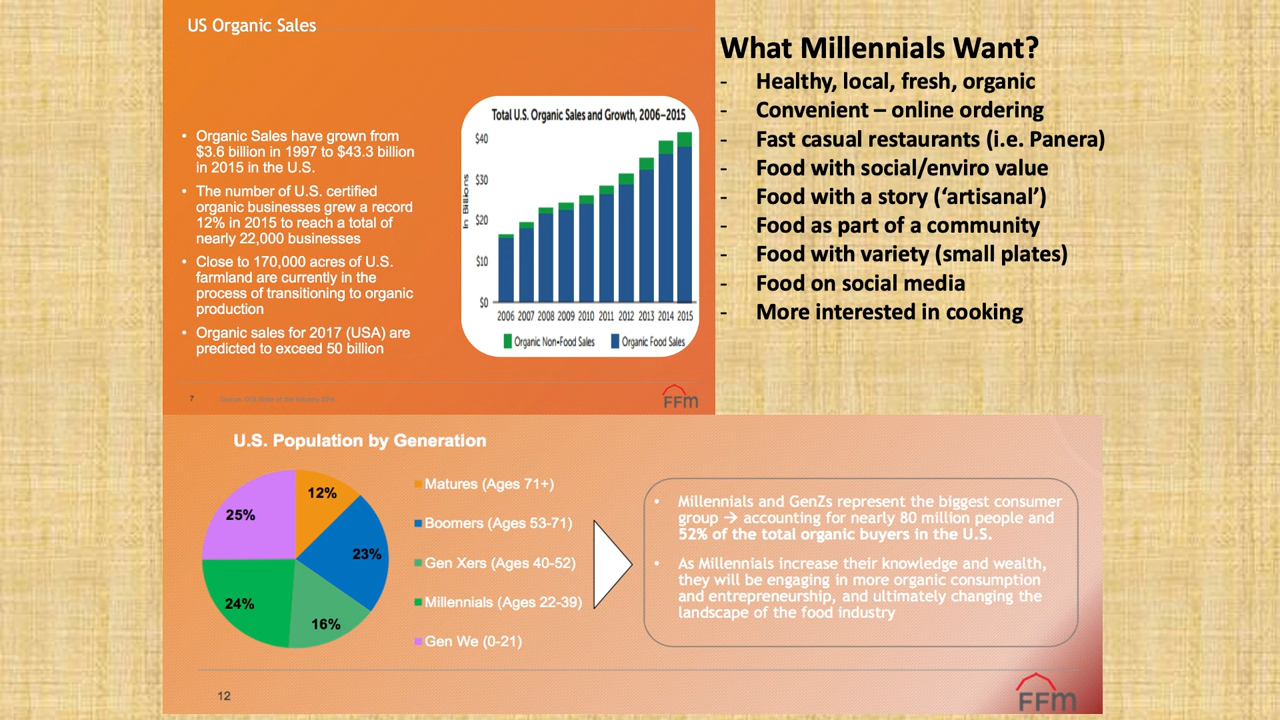 US Organic Sales
• Organic Sales have grown from
$3.6 billion in 1997 to $43.3 billion
in 2015 in the U.S.
• The number of U.S. certified
organic businesses grew a record
12% in 2015 to reach a total of
nearly 22,000 businesses
• Close to 170,000 acres of U.S.
farmland are currently in the
process of transitioning to organic
production
• Organic sales for 2017 (USA) are
predicted to exceed 50 billion
Total U.S. Organic Sales and Growth, 2006–2015
In Billions
$40
$30
$20
$10
$0
2006 2007 2008 2009 2010 2011 2012 2013 2014 2015
Organic Non•Food Sales Organic Food Sales
7
FFm
What Millennials Want?
- Healthy, local, fresh, organic
- Convenient – online ordering
- Fast casual restaurants (i.e. Panera)
- Food with social/enviro value
- Food with a story (‘artisanal’)
- Food as part of a community
- Food with variety (small plates)
- Food on social media
- More interested in cooking
U.S. Population by Generation
12%
23%
16%
24%
25%
Matures (Ages 71+)
Boomers (Ages 53-71)
Gen Xers (Ages 40-52)
Millennials (Ages 22-39)
Gen We (0-21)
• Millennials and GenZs represent the biggest consumer
group → accounting for nearly 80 million people and
52% of the total organic buyers in the U.S.
• As Millennials increase their knowledge and wealth,
they will be engaging in more organic consumption
and entrepreneurship, and ultimately changing the
landscape of the food industry
12
FFm